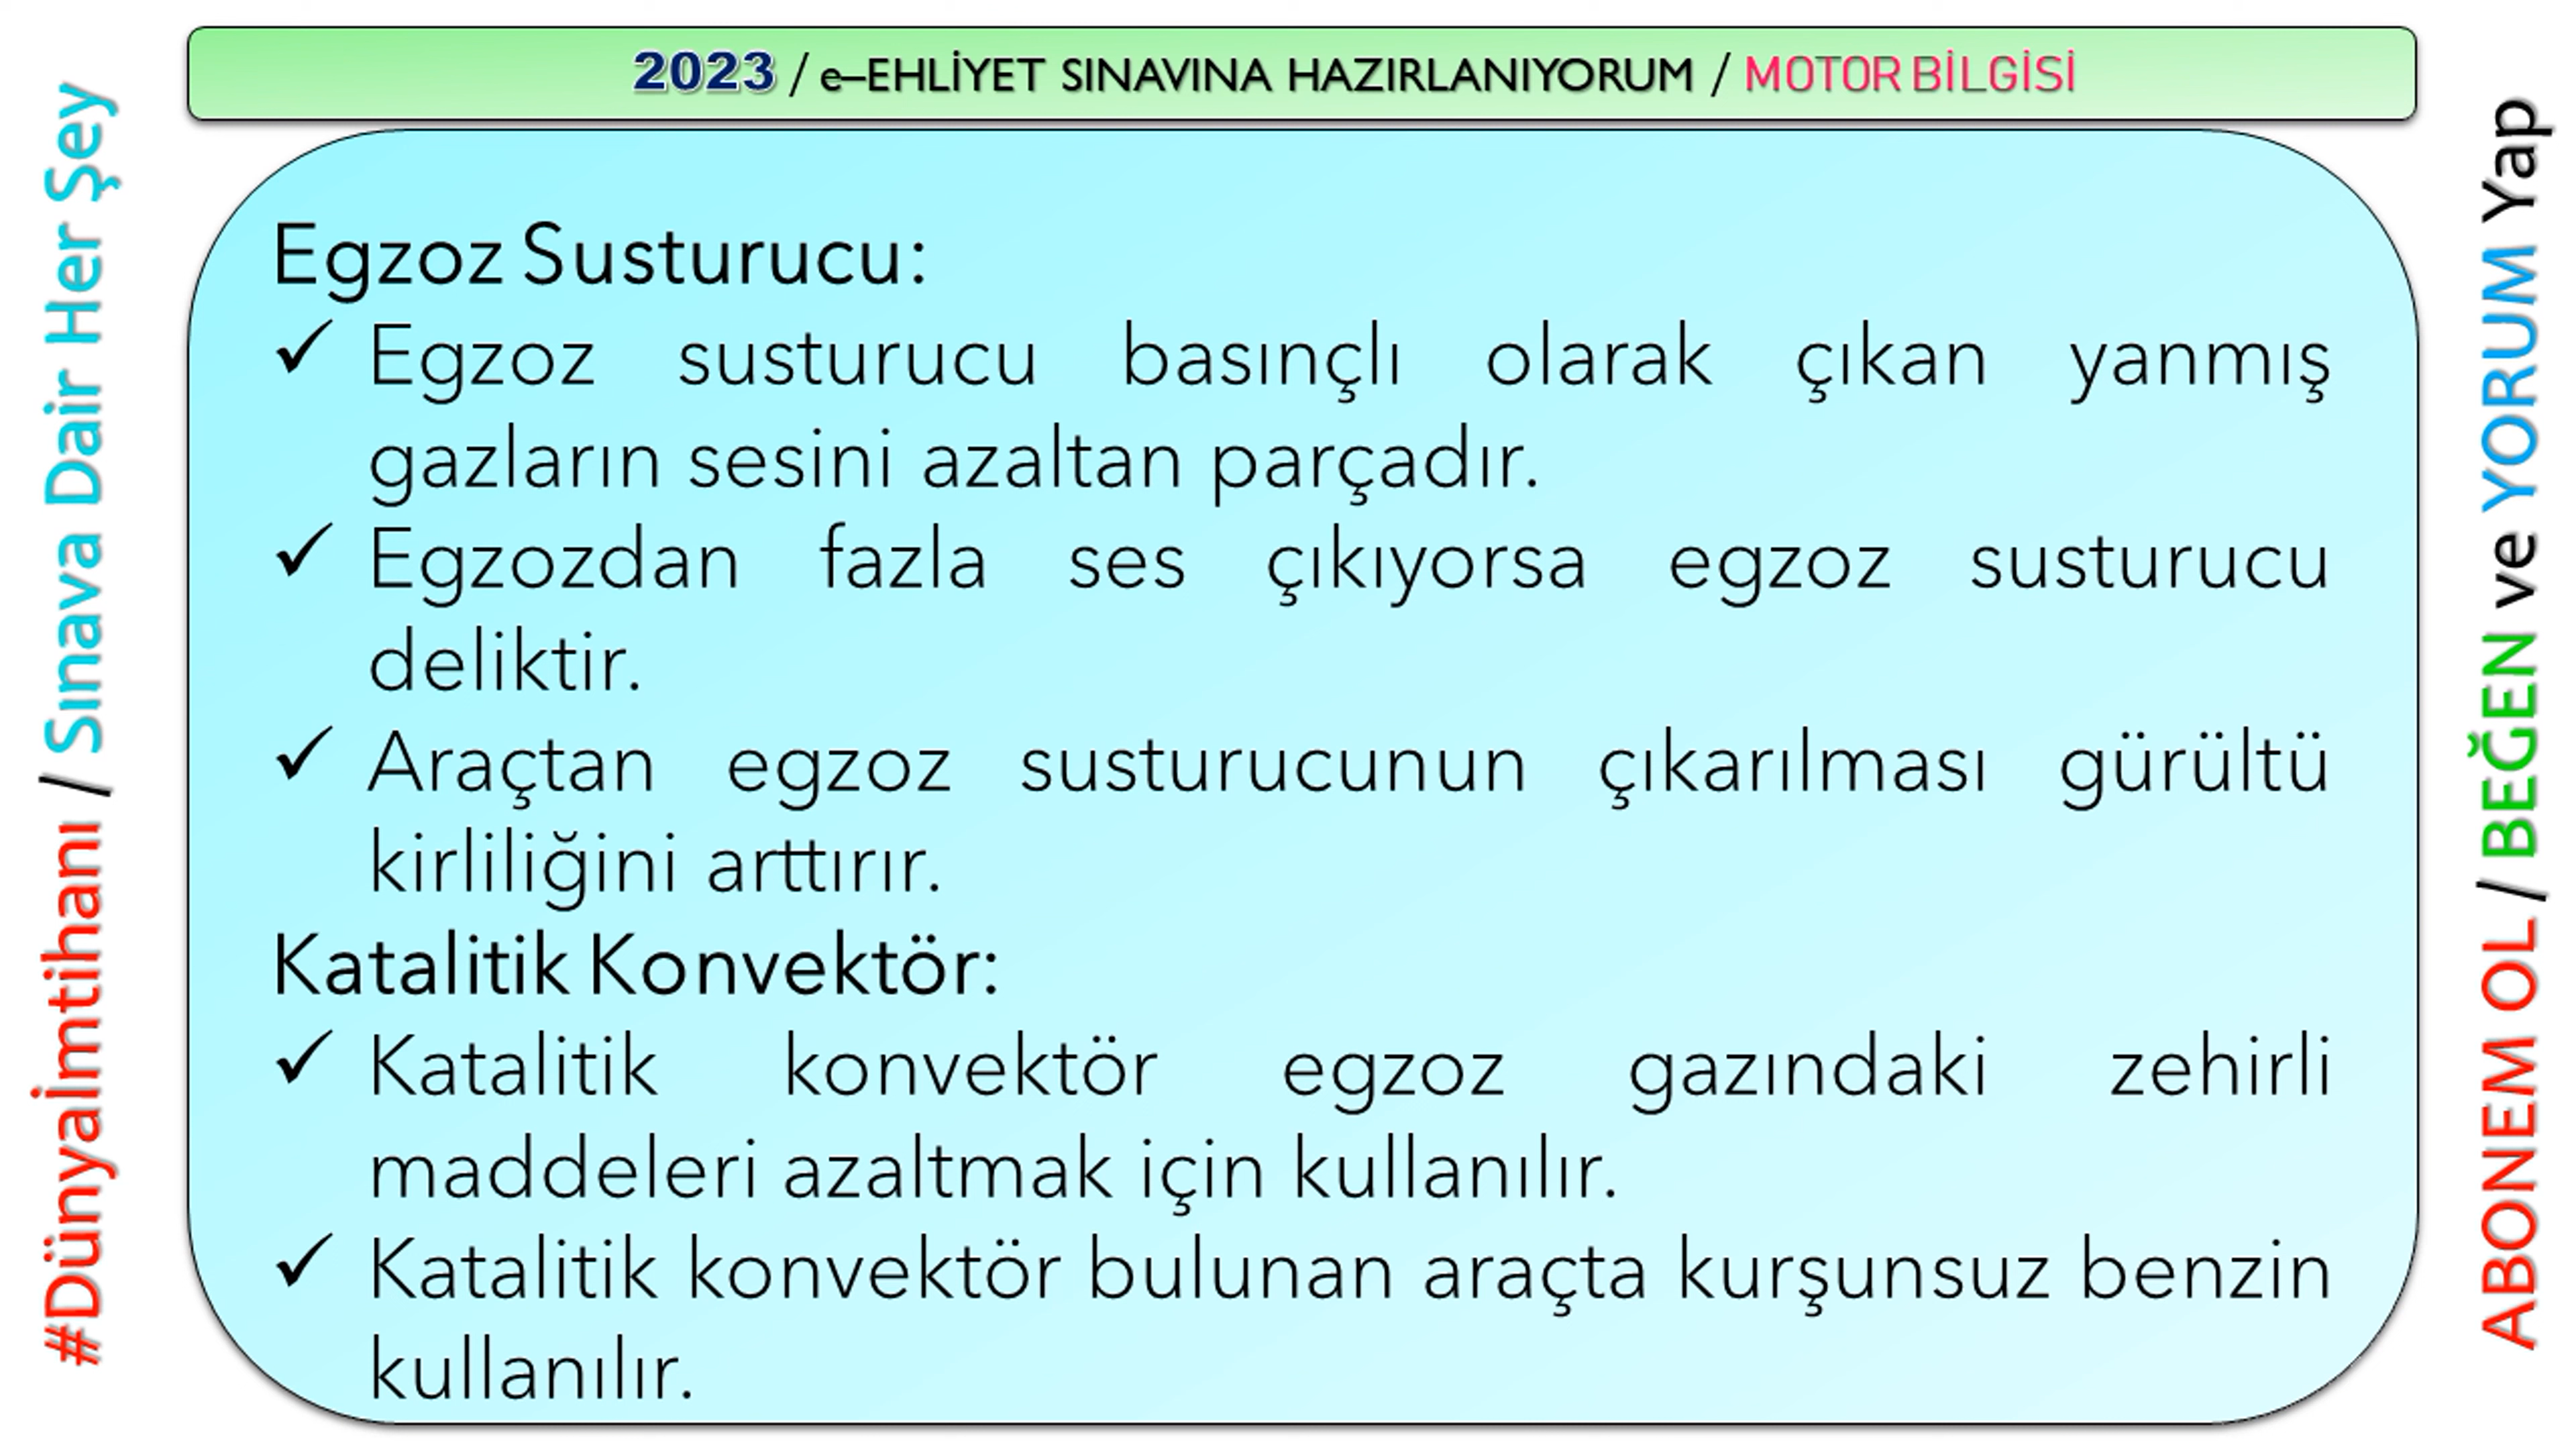 2023 / e–EHLİYET SINAVINA HAZIRLANIYORUM / MOTOR BİLGİSİ
#Dünyaİmtihanı / Sınava Dair Her Şey
Egzoz Susturucu:
✓ Egzoz susturucu basınçlı olarak çıkan yanmış
gazların sesini azaltan parçadır.
✓ Egzozdan fazla ses çıkıyorsa egzoz susturucu
deliktir.
✓ Araçtan egzoz susturucunun çıkarılması gürültü
kirliliğini arttırır.
Katalitik Konvektör:
✓ Katalitik konvektör egzoz gazındaki zehirli
maddeleri azaltmak için kullanılır.
✓ Katalitik konvektör bulunan araçta kurşunsuz benzin
kullanılır.
ABONEM OL / BEĞEN ve YORUM Yap